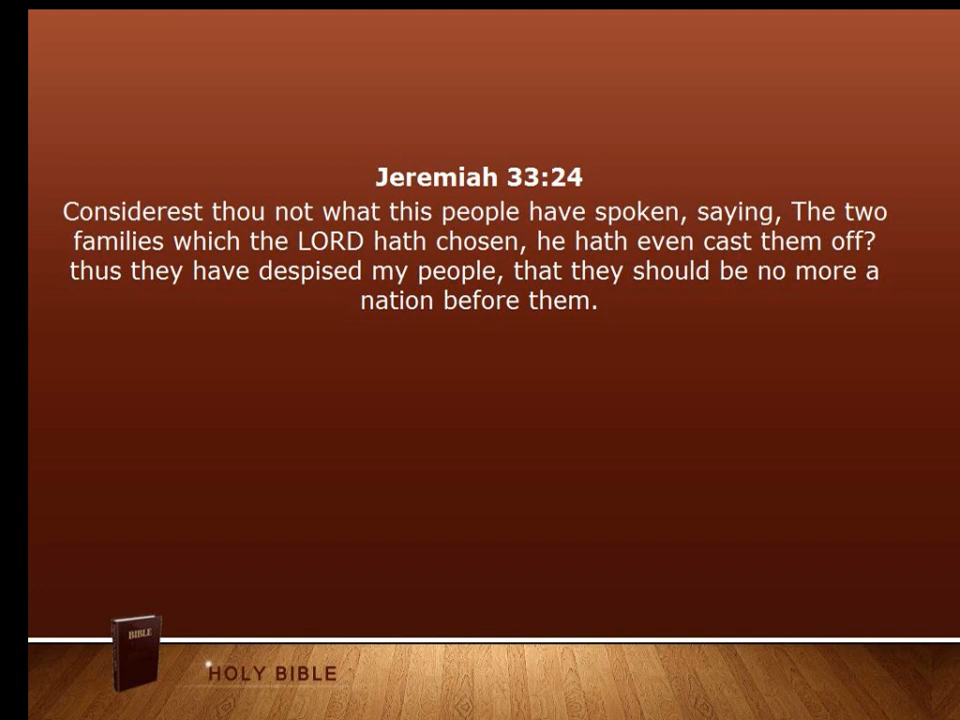 Jeremiah 33:24
Considerest thou not what this people have spoken, saying, The two
families which the LORD hath chosen, he hath even cast them off?
thus they have despised my people, that they should be no more a
nation before them.
BIBLE
HOLY BIBLE